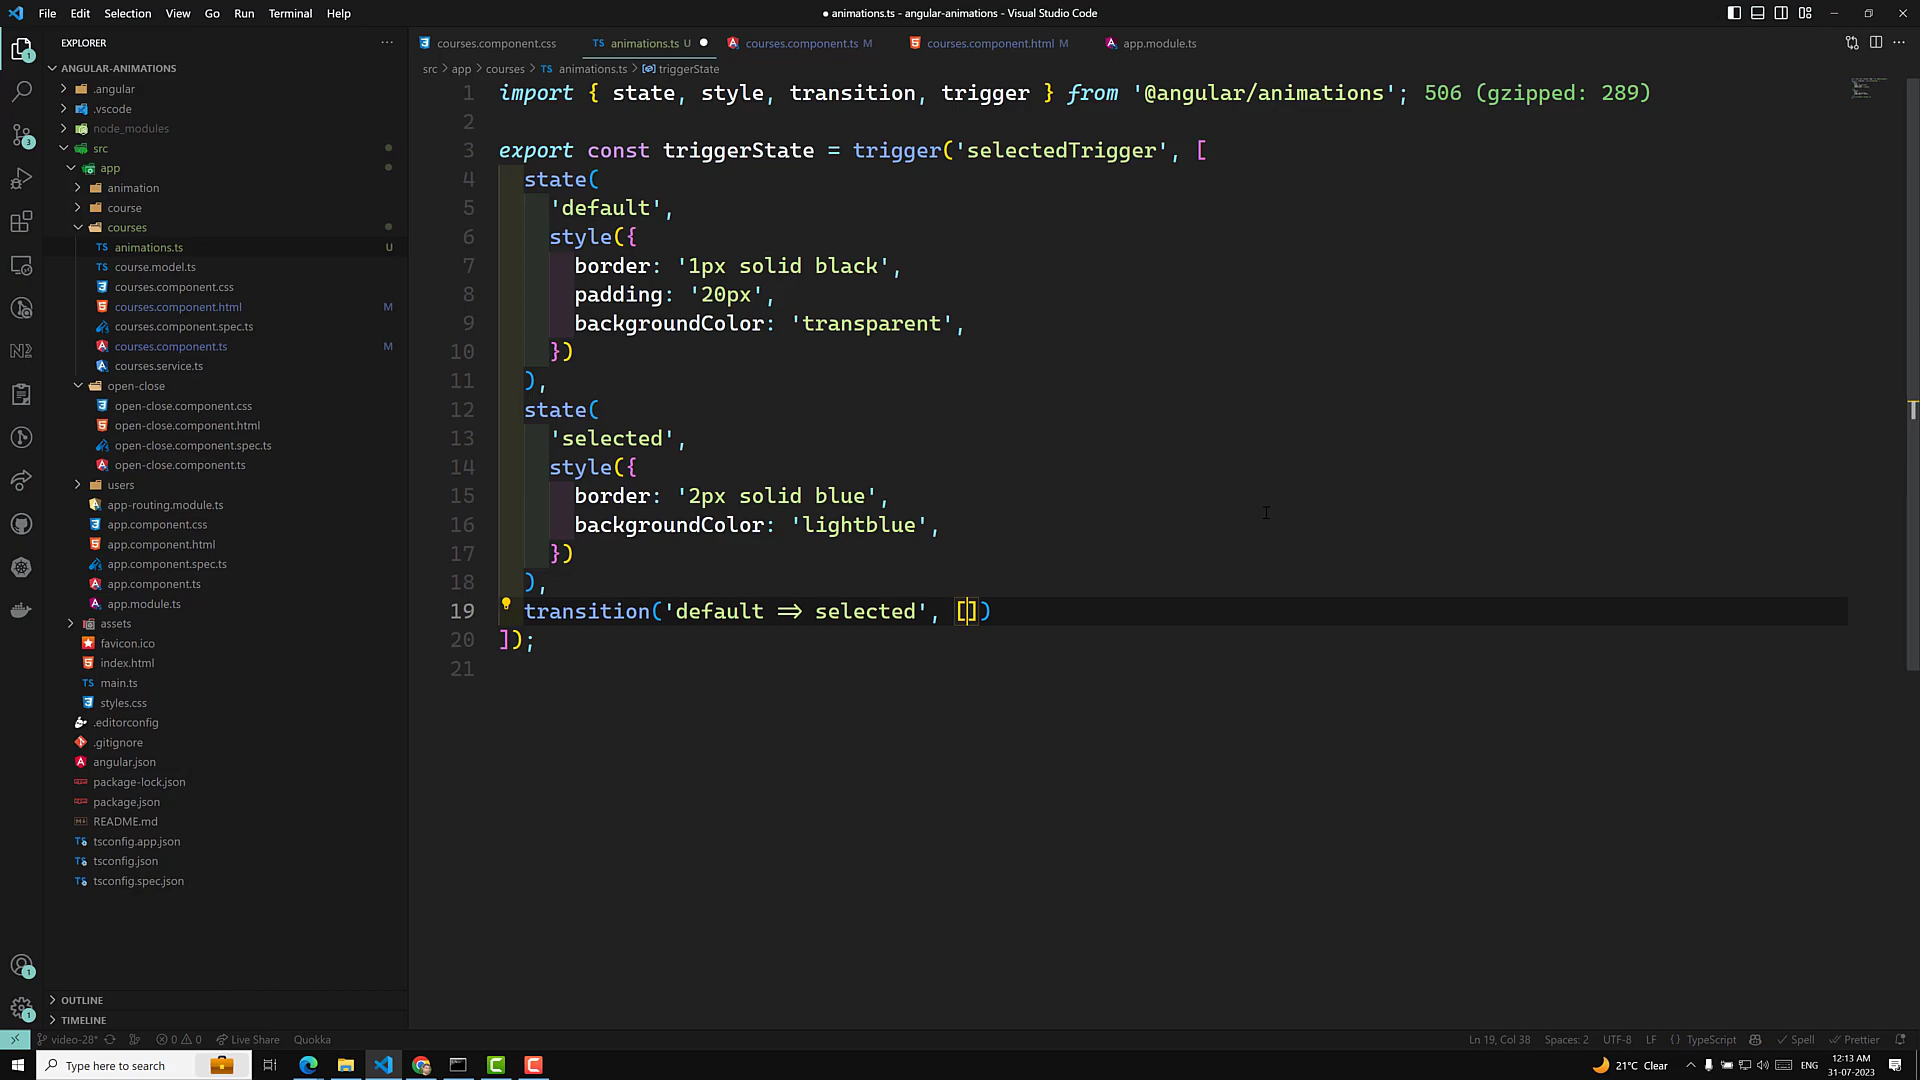 File Edit Selection View Go Run Terminal Help
● animations.ts - angular-animations - Visual Studio Code
EXPLORER
ANGULAR-ANIMATIONS
.angular
.vscode
node_modules
src
app
animation
course
courses
animations.ts U
course.model.ts
courses.component.css
courses.component.html M
courses.component.spec.ts
courses.component.ts M
courses.service.ts
open-close
open-close.component.css
open-close.component.html
open-close.component.spec.ts
open-close.component.ts
users
app-routing.module.ts
app.component.css
app.component.html
app.component.spec.ts
app.component.ts
app.module.ts
assets
favicon.ico
index.html
main.ts
styles.css
.editorconfig
.gitignore
angular.json
package-lock.json
package.json
README.md
tsconfig.app.json
tsconfig.json
tsconfig.spec.json
OUTLINE
TIMELINE
courses.component.css TS animations.ts U ● courses.component.ts M courses.component.html M app.module.ts
src > app > courses > TS animations.ts > triggerState
1 import { state, style, transition, trigger } from '@angular/animations'; 506 (gzipped: 289)
2
3 export const triggerState = trigger('selectedTrigger', [
4 state(
5 'default',
6 style({
7 border: '1px solid black',
8 padding: '20px',
9 backgroundColor: 'transparent',
10 })
11 ),
12 state(
13 'selected',
14 style({
15 border: '2px solid blue',
16 backgroundColor: 'lightblue',
17 })
18 ),
19 transition('default => selected', [])
20 ]);
21
video-28* 0 0 Live Share Quokka Ln 19, Col 38 Spaces: 2 UTF-8 LF {} TypeScript Spell Prettier
Type here to search 21°C Clear ENG 12:13 AM
31-07-2023